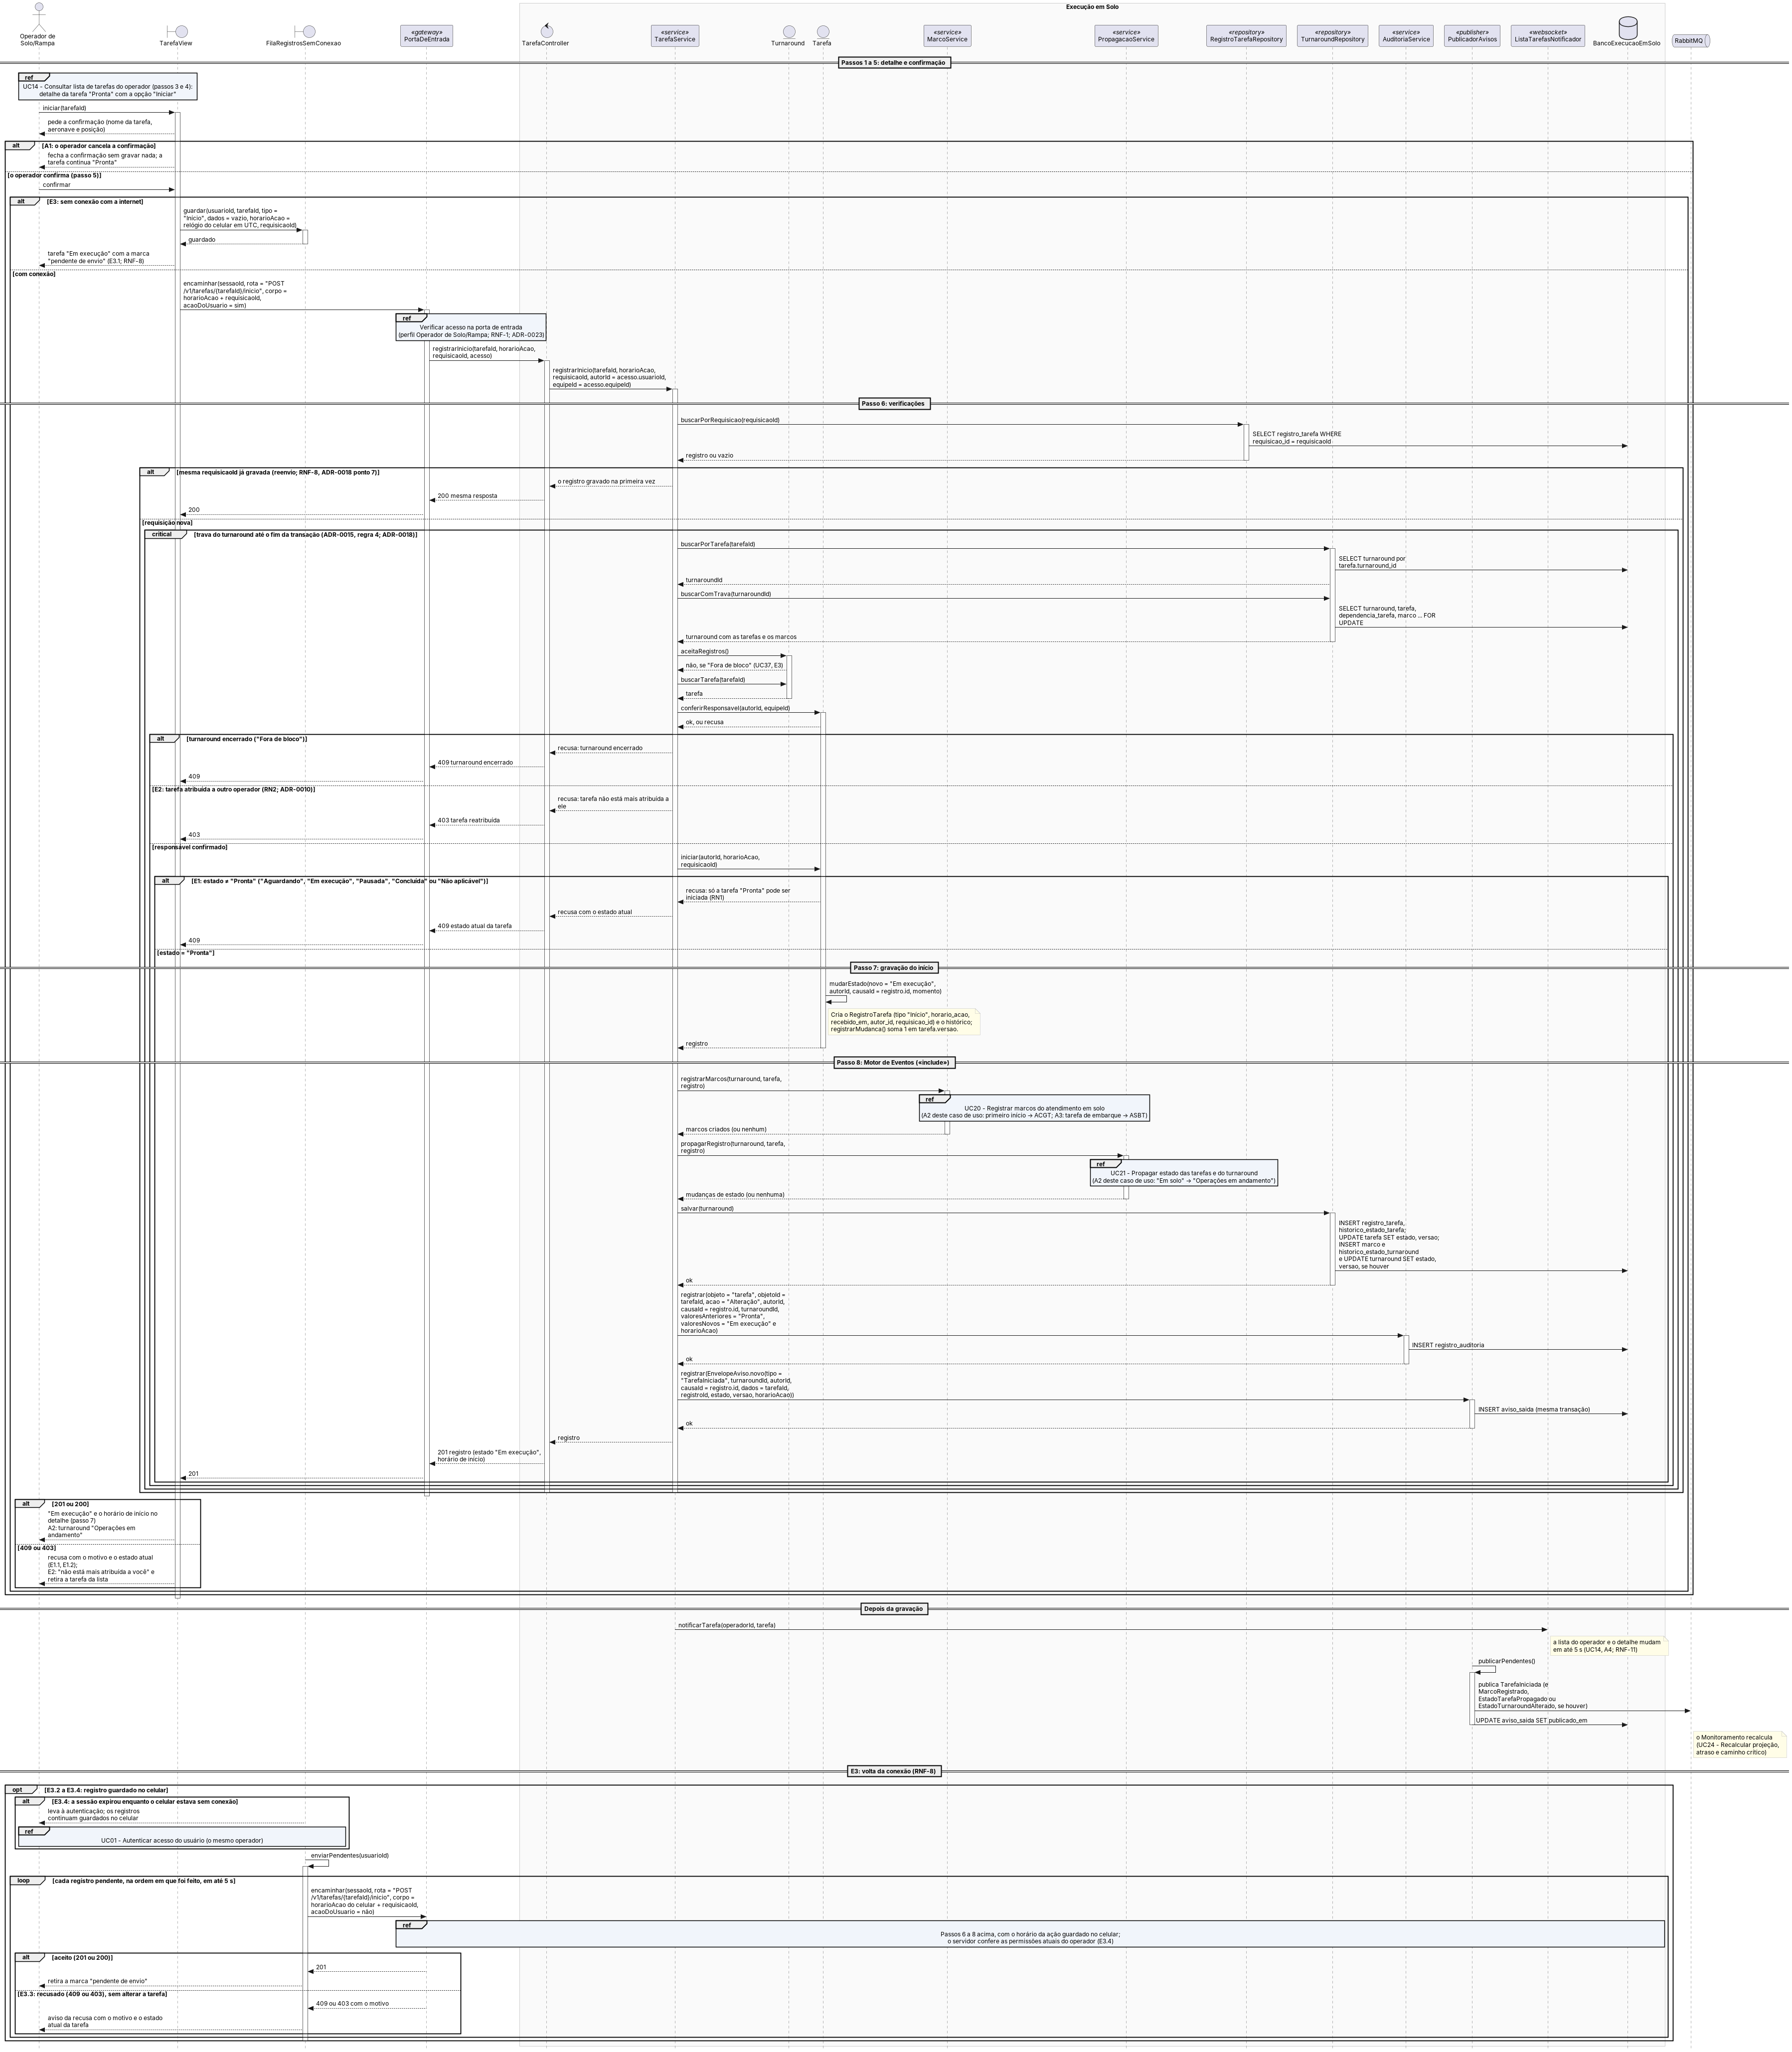 Execução em Solo
Operador de
Solo/Rampa
TarefaView
FilaRegistrosSemConexao
«gateway»
PortaDeEntrada
TarefaController
«service»
TarefaService
Turnaround
Tarefa
«service»
MarcoService
«service»
PropagacaoService
«repository»
RegistroTarefaRepository
«repository»
TurnaroundRepository
«service»
AuditoriaService
«publisher»
PublicadorAvisos
«websocket»
ListaTarefasNotificador
BancoExecucaoEmSolo
RabbitMQ
Passos 1 a 5: detalhe e confirmação
ref
UC14 - Consultar lista de tarefas do operador (passos 3 e 4):
detalhe da tarefa "Pronta" com a opção "Iniciar"
iniciar(tarefaId)
pede a confirmação (nome da tarefa,
aeronave e posição)
alt
[A1: o operador cancela a confirmação]
fecha a confirmação sem gravar nada; a
tarefa continua "Pronta"
[o operador confirma (passo 5)]
confirmar
alt
[E3: sem conexão com a internet]
guardar(usuarioId, tarefaId, tipo =
"Início", dados = vazio, horarioAcao =
relógio do celular em UTC, requisicaoId)
guardado
tarefa "Em execução" com a marca
"pendente de envio" (E3.1; RNF-8)
[com conexão]
encaminhar(sessaoId, rota = "POST
/v1/tarefas/{tarefaId}/inicio", corpo =
horarioAcao + requisicaoId,
acaoDoUsuario = sim)
ref
Verificar acesso na porta de entrada
(perfil Operador de Solo/Rampa; RNF-1; ADR-0023)
registrarInicio(tarefaId, horarioAcao,
requisicaoId, acesso)
registrarInicio(tarefaId, horarioAcao,
requisicaoId, autorId = acesso.usuarioId,
equipeId = acesso.equipeId)
Passo 6: verificações
buscarPorRequisicao(requisicaoId)
SELECT registro_tarefa WHERE
requisicao_id = requisicaoId
registro ou vazio
alt
[mesma requisicaoId já gravada (reenvio; RNF-8, ADR-0018 ponto 7)]
o registro gravado na primeira vez
200 mesma resposta
200
[requisição nova]
critical
[trava do turnaround até o fim da transação (ADR-0015, regra 4; ADR-0018)]
buscarPorTarefa(tarefaId)
SELECT turnaround por
tarefa.turnaround_id
turnaroundId
buscarComTrava(turnaroundId)
SELECT turnaround, tarefa,
dependencia_tarefa, marco ... FOR
UPDATE
turnaround com as tarefas e os marcos
aceitaRegistros()
não, se "Fora de bloco" (UC37, E3)
buscarTarefa(tarefaId)
tarefa
conferirResponsavel(autorId, equipeId)
ok, ou recusa
alt
[turnaround encerrado ("Fora de bloco")]
recusa: turnaround encerrado
409 turnaround encerrado
409
[E2: tarefa atribuída a outro operador (RN2; ADR-0010)]
recusa: tarefa não está mais atribuída a
ele
403 tarefa reatribuída
403
[responsável confirmado]
iniciar(autorId, horarioAcao,
requisicaoId)
alt
[E1: estado ≠ "Pronta" ("Aguardando", "Em execução", "Pausada", "Concluída" ou "Não aplicável")]
recusa: só a tarefa "Pronta" pode ser
iniciada (RN1)
recusa com o estado atual
409 estado atual da tarefa
409
[estado = "Pronta"]
Passo 7: gravação do início
mudarEstado(novo = "Em execução",
autorId, causaId = registro.id, momento)
Cria o RegistroTarefa (tipo "Início", horario_acao,
recebido_em, autor_id, requisicao_id) e o histórico;
registrarMudanca() soma 1 em tarefa.versao.
registro
Passo 8: Motor de Eventos («include»)
registrarMarcos(turnaround, tarefa,
registro)
ref
UC20 - Registrar marcos do atendimento em solo
(A2 deste caso de uso: primeiro início → ACGT; A3: tarefa de embarque → ASBT)
marcos criados (ou nenhum)
propagarRegistro(turnaround, tarefa,
registro)
ref
UC21 - Propagar estado das tarefas e do turnaround
(A2 deste caso de uso: "Em solo" → "Operações em andamento")
mudanças de estado (ou nenhuma)
salvar(turnaround)
INSERT registro_tarefa,
historico_estado_tarefa;
UPDATE tarefa SET estado, versao;
INSERT marco e
historico_estado_turnaround
e UPDATE turnaround SET estado,
versao, se houver
ok
registrar(objeto = "tarefa", objetoId =
tarefaId, acao = "Alteração", autorId,
causaId = registro.id, turnaroundId,
valoresAnteriores = "Pronta",
valoresNovos = "Em execução" e
horarioAcao)
INSERT registro_auditoria
ok
registrar(EnvelopeAviso.novo(tipo =
"TarefaIniciada", turnaroundId, autorId,
causaId = registro.id, dados = tarefaId,
registroId, estado, versao, horarioAcao))
INSERT aviso_saida (mesma transação)
ok
registro
201 registro (estado "Em execução",
horário de início)
201
alt
[201 ou 200]
"Em execução" e o horário de início no
detalhe (passo 7)
A2: turnaround "Operações em
andamento"
[409 ou 403]
recusa com o motivo e o estado atual
(E1.1, E1.2);
E2: "não está mais atribuída a você" e
retira a tarefa da lista
Depois da gravação
notificarTarefa(operadorId, tarefa)
a lista do operador e o detalhe mudam
em até 5 s (UC14, A4; RNF-11)
publicarPendentes()
publica TarefaIniciada (e
MarcoRegistrado,
EstadoTarefaPropagado ou
EstadoTurnaroundAlterado, se houver)
UPDATE aviso_saida SET publicado_em
o Monitoramento recalcula
(UC24 - Recalcular projeção,
atraso e caminho crítico)
E3: volta da conexão (RNF-8)
opt
[E3.2 a E3.4: registro guardado no celular]
alt
[E3.4: a sessão expirou enquanto o celular estava sem conexão]
leva à autenticação; os registros
continuam guardados no celular
ref
UC01 - Autenticar acesso do usuário (o mesmo operador)
enviarPendentes(usuarioId)
loop
[cada registro pendente, na ordem em que foi feito, em até 5 s]
encaminhar(sessaoId, rota = "POST
/v1/tarefas/{tarefaId}/inicio", corpo =
horarioAcao do celular + requisicaoId,
acaoDoUsuario = não)
ref
Passos 6 a 8 acima, com o horário da ação guardado no celular;
o servidor confere as permissões atuais do operador (E3.4)
alt
[aceito (201 ou 200)]
201
retira a marca "pendente de envio"
[E3.3: recusado (409 ou 403), sem alterar a tarefa]
409 ou 403 com o motivo
aviso da recusa com o motivo e o estado
atual da tarefa